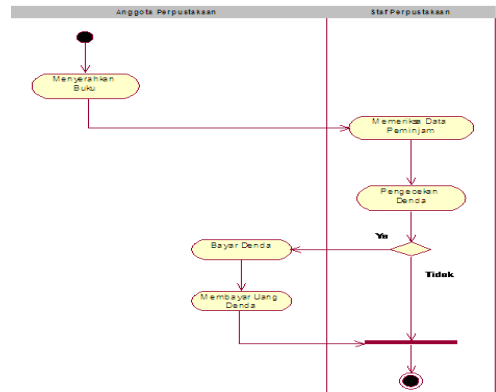 Anggota Perpustakaan
Staf Perpustakaan
Menyerahkan
Buku
Memeriksa Data
Peminjam
Pengecekan
Denda
Ya
Bayar Denda
Tidak
Membayar Uang
Denda